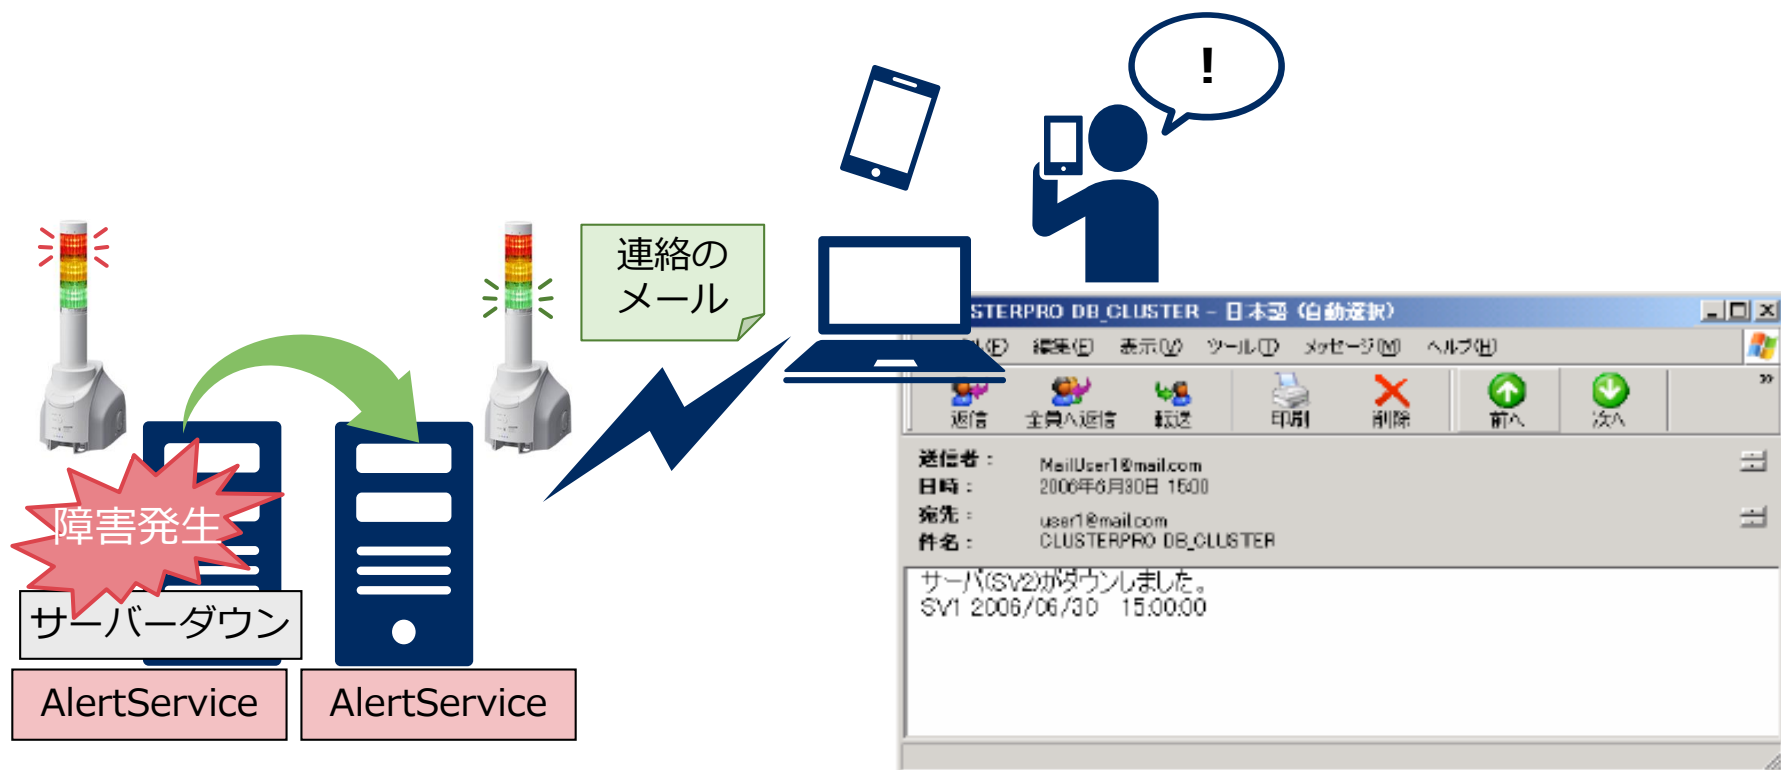 !
連絡の
メール
障害発生
サーバーダウン
AlertService
AlertService
STERPRO DB_CLUSTER - 日本語 (自動選択)
編集(E) 表示(V) ツール(T) メッセージ(M) ヘルプ(H)
返信 全員へ返信 転送 印刷 削除 前へ 次へ
送信者: MailUser1@mail.com
日時: 2006年6月30日 15:00
宛先: user1@mail.com
件名: CLUSTERPRO DB_CLUSTER
サーバ(SV2)がダウンしました。
SV1 2006/06/30 15:00:00